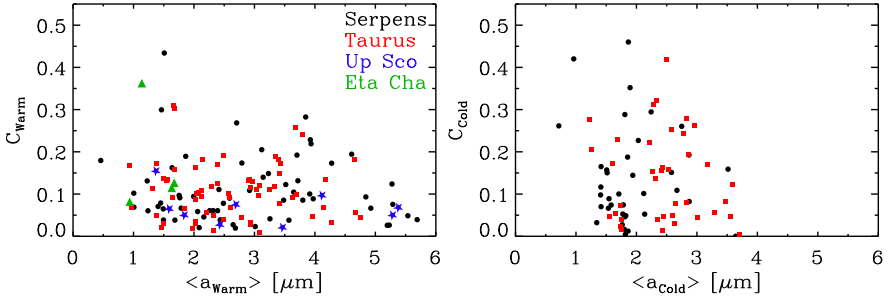 Serpens
Taurus
Up Sco
Eta Cha
C_Warm
0.5
0.4
0.3
0.2
0.1
0.0
0 1 2 3 4 5 6
<a_Warm> [μm]
C_Cold
0.5
0.4
0.3
0.2
0.1
0.0
0 1 2 3 4 5 6
<a_Cold> [μm]